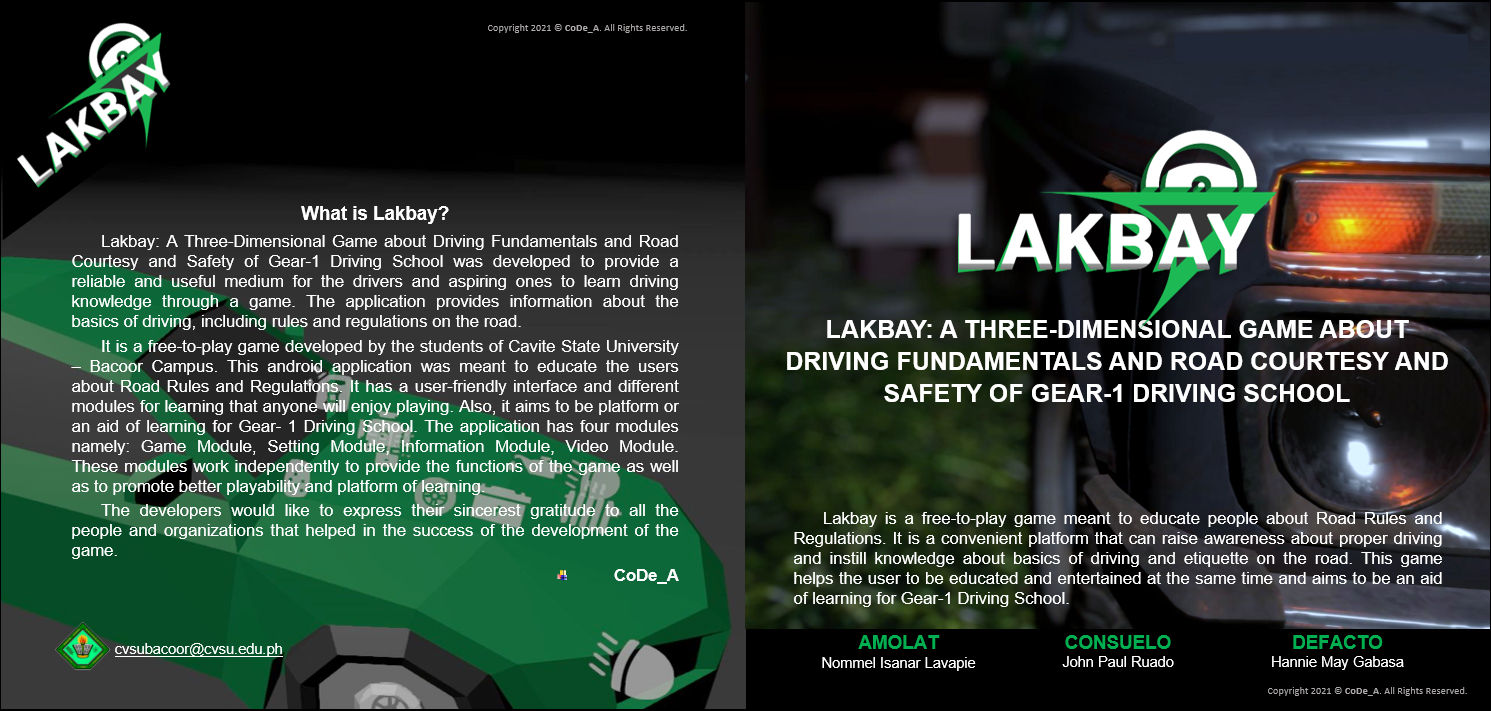 Copyright 2021 © CoDe_A. All Rights Reserved.
LAKBAY
What is Lakbay?
Lakbay: A Three-Dimensional Game about Driving Fundamentals and Road
Courtesy and Safety of Gear-1 Driving School was developed to provide a
reliable and useful medium for the drivers and aspiring ones to learn driving
knowledge through a game. The application provides information about the
basics of driving, including rules and regulations on the road.
It is a free-to-play game developed by the students of Cavite State University
– Bacoor Campus. This android application was meant to educate the users
about Road Rules and Regulations. It has a user-friendly interface and different
modules for learning that anyone will enjoy playing. Also, it aims to be platform or
an aid of learning for Gear- 1 Driving School. The application has four modules
namely: Game Module, Setting Module, Information Module, Video Module.
These modules work independently to provide the functions of the game as well
as to promote better playability and platform of learning.
The developers would like to express their sincerest gratitude to all the
people and organizations that helped in the success of the development of the
game.
CoDe_A
cvsubacoor@cvsu.edu.ph
LAKBAY
LAKBAY: A THREE-DIMENSIONAL GAME ABOUT
DRIVING FUNDAMENTALS AND ROAD COURTESY AND
SAFETY OF GEAR-1 DRIVING SCHOOL
Lakbay is a free-to-play game meant to educate people about Road Rules and
Regulations. It is a convenient platform that can raise awareness about proper driving
and instill knowledge about basics of driving and etiquette on the road. This game
helps the user to be educated and entertained at the same time and aims to be an aid
of learning for Gear-1 Driving School.
AMOLAT
Nommel Isanar Lavapie
CONSUELO
John Paul Ruado
DEFACTO
Hannie May Gabasa
Copyright 2021 © CoDe_A. All Rights Reserved.